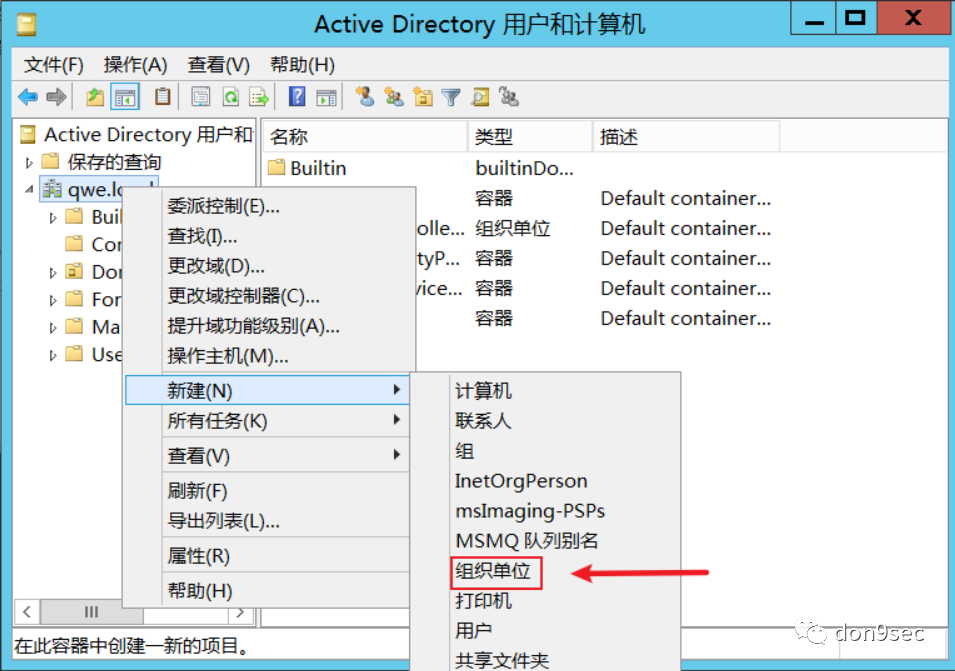 Active Directory 用户和计算机
文件(F) 操作(A) 查看(V) 帮助(H)
Active Directory 用户和
名称 类型 描述
保存的查询
Builtin builtinDo...
qwe.lo
委派控制(E)...
容器 Default container...
Buil
查找(I)...
olle... 组织单位 Default container...
Cor
更改域(D)...
tyP... 容器 Default container...
Dor
更改域控制器(C)...
vice... 容器 Default container...
For
提升域功能级别(A)...
容器 Default container...
Ma
操作主机(M)...
Use
新建(N)
所有任务(K)
查看(V)
刷新(F)
导出列表(L)...
属性(R)
帮助(H)
计算机
联系人
组
InetOrgPerson
msImaging-PSPs
MSMQ 队列别名
组织单位
打印机
用户
共享文件夹
在此容器中创建一新的项目。
don9sec